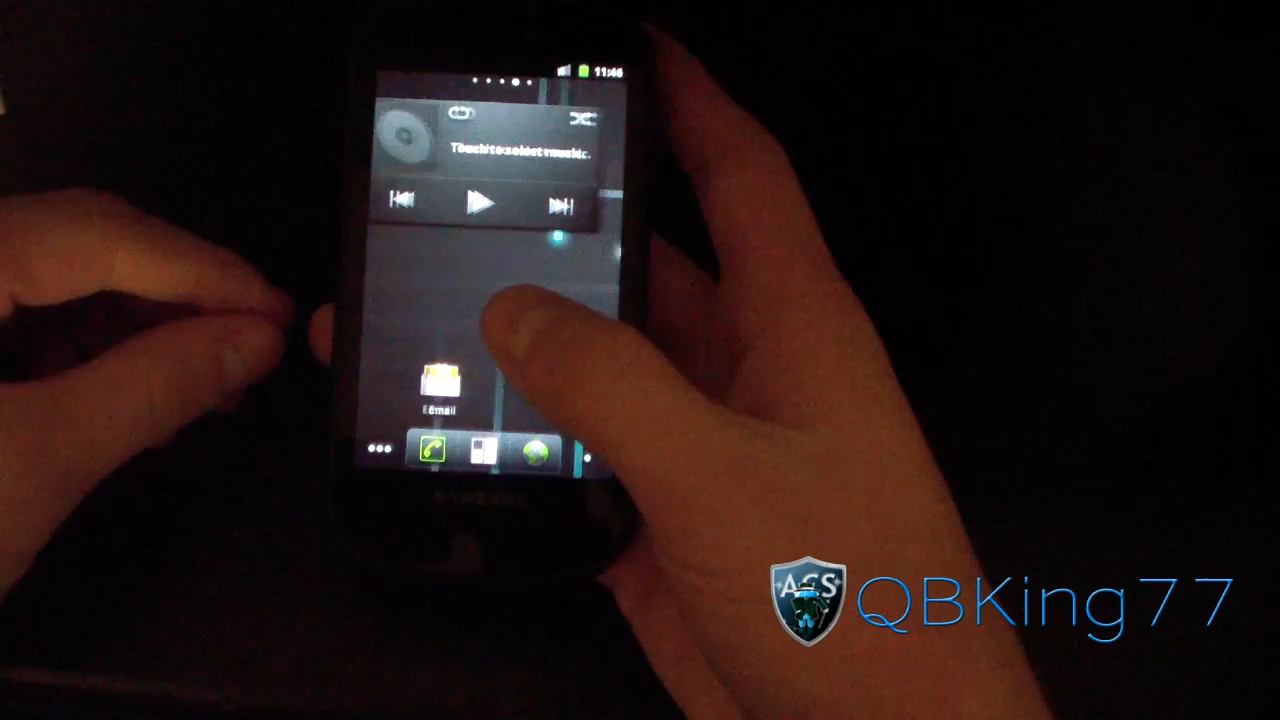 11:46
Touch to select music.
Email
SAMSUNG
ACS
QBKing77